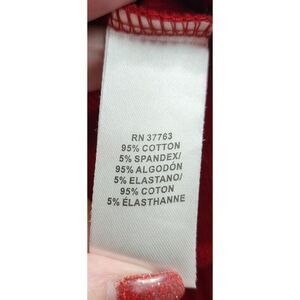 RN 37763
95% COTTON
5% SPANDEX/
95% ALGODÓN
5% ELASTANO/
95% COTON
5% ÉLASTHANNE